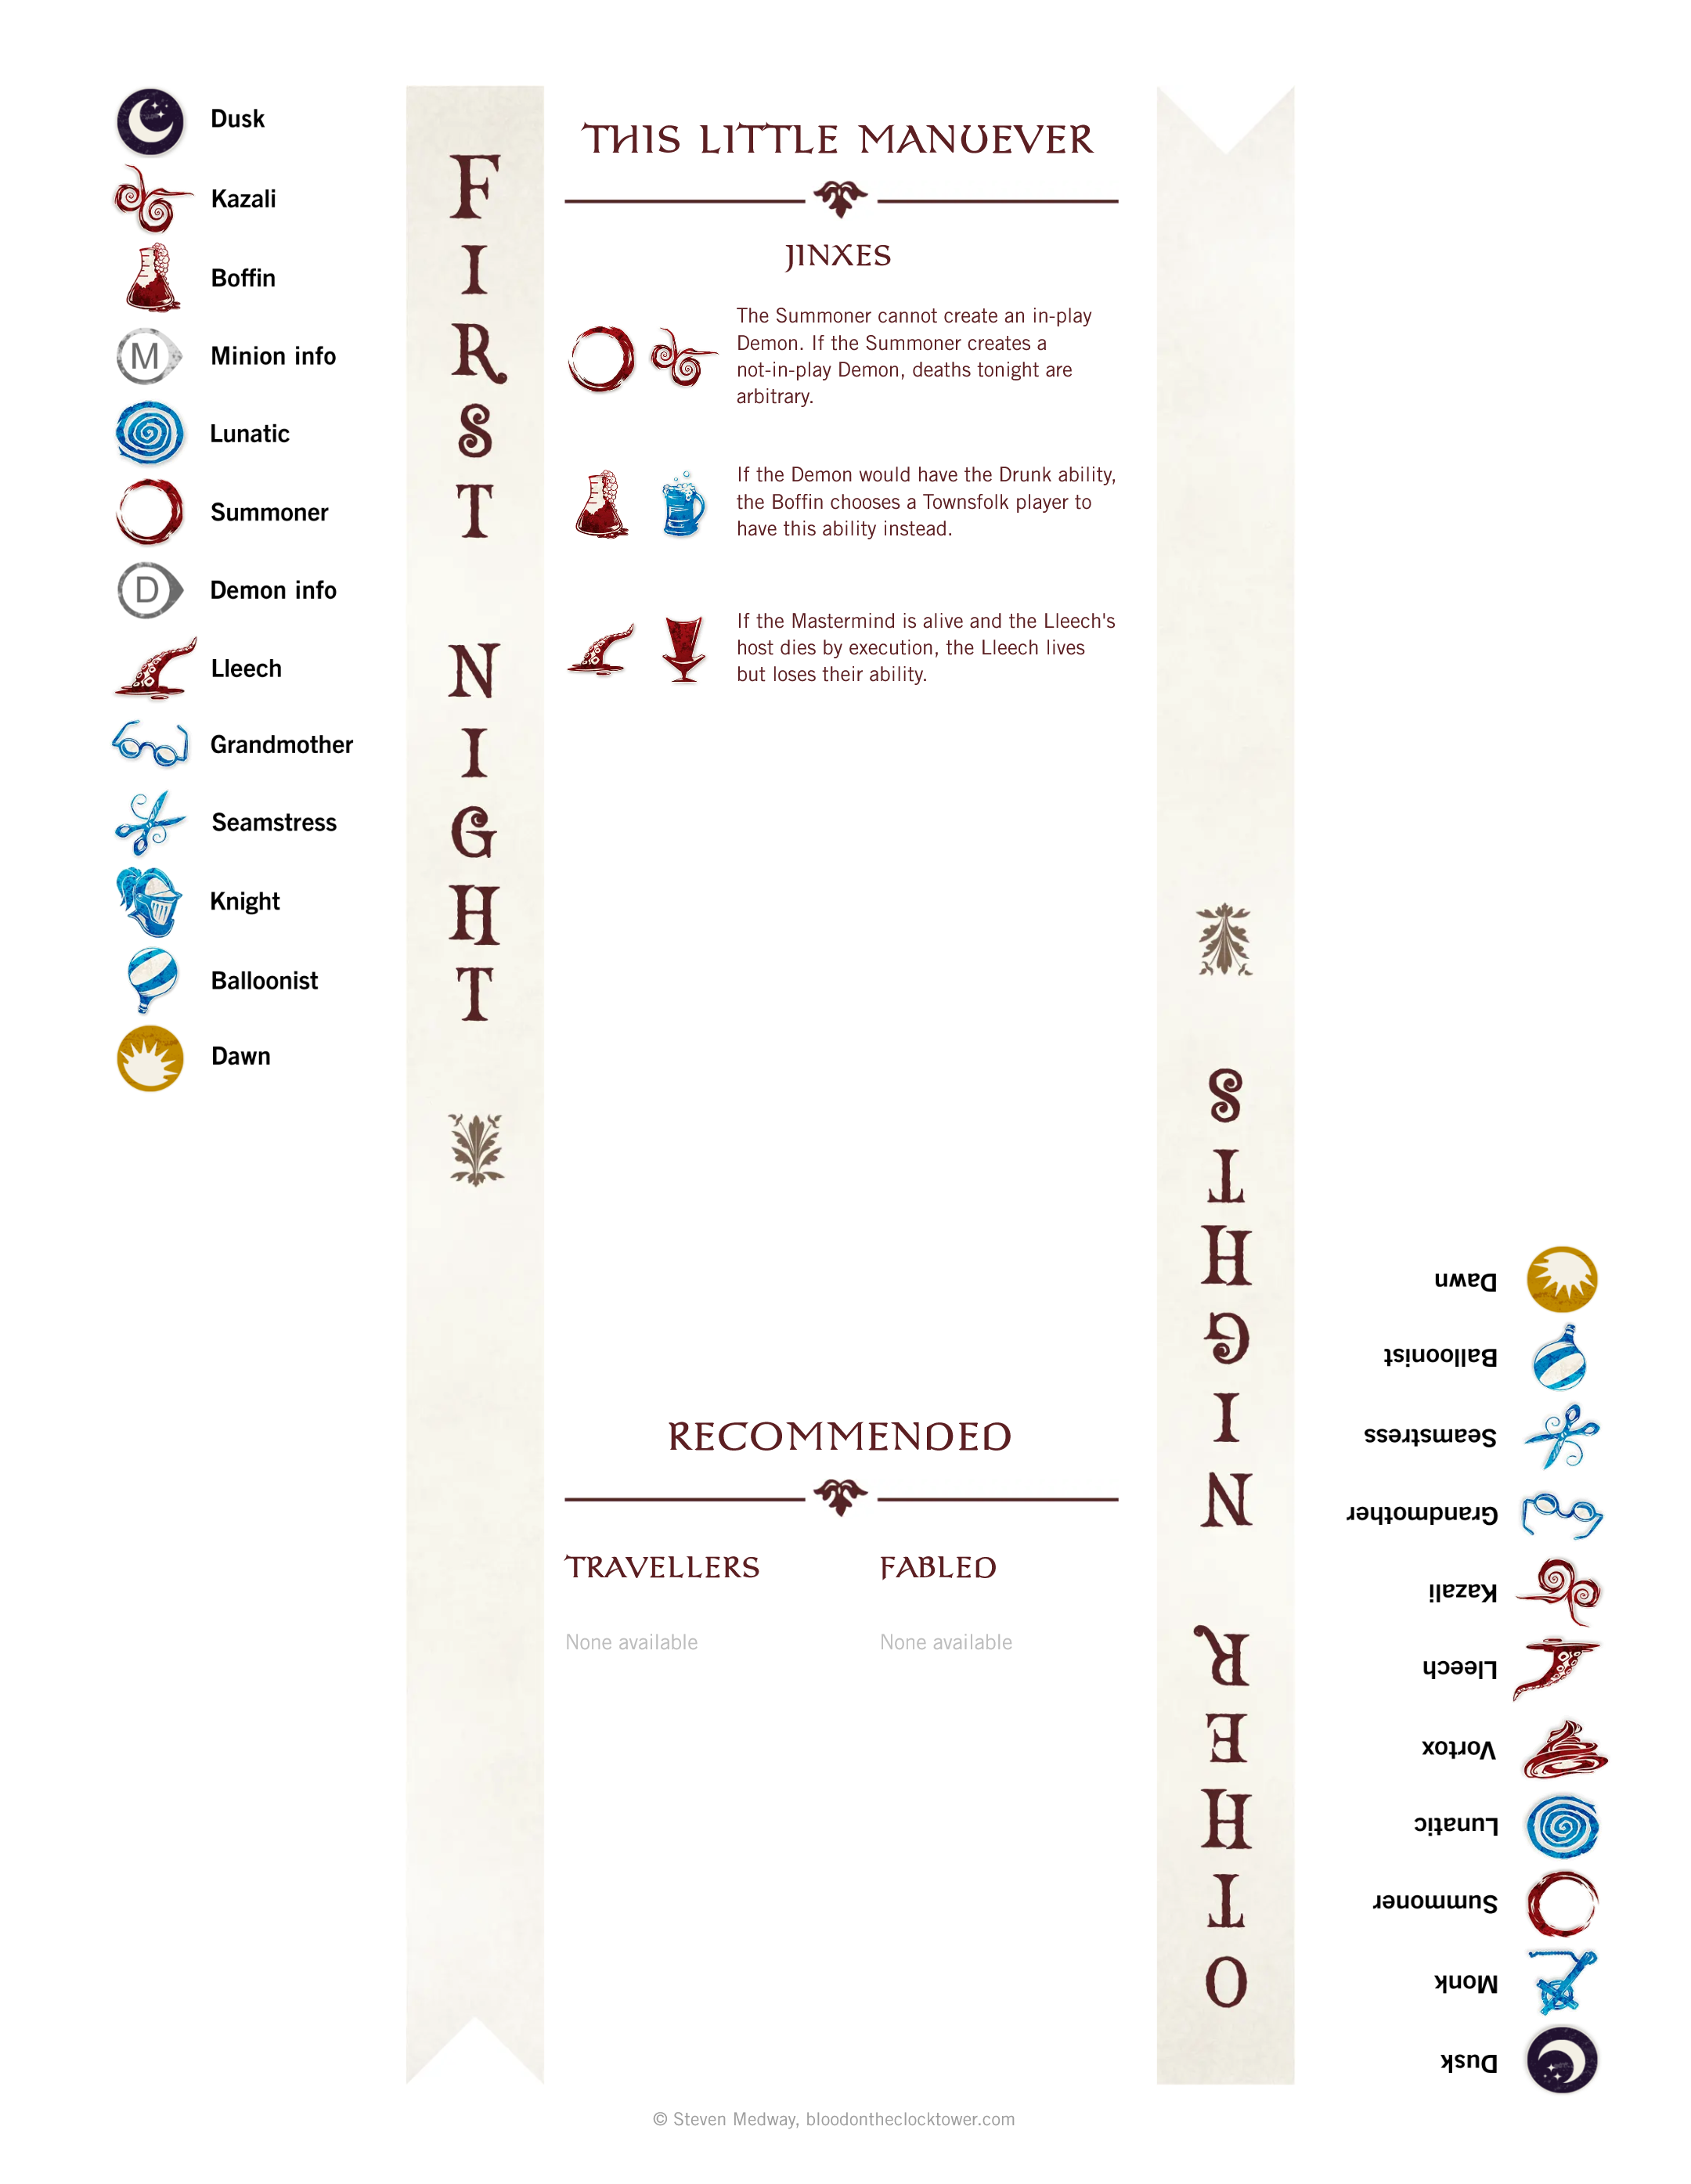 Dusk
Kazali
Boffin
M
Minion info
Lunatic
Summoner
D
Demon info
Lleech
Grandmother
Seamstress
Knight
Balloonist
Dawn
FIRST NIGHT
THIS LITTLE MANUEVER
JINXES
The Summoner cannot create an in-play
Demon. If the Summoner creates a
not-in-play Demon, deaths tonight are
arbitrary.
If the Demon would have the Drunk ability,
the Boffin chooses a Townsfolk player to
have this ability instead.
If the Mastermind is alive and the Lleech's
host dies by execution, the Lleech lives
but loses their ability.
RECOMMENDED
TRAVELLERS
None available
FABLED
None available
OTHER NIGHTS
Dusk
Monk
Summoner
Lunatic
Vortox
Lleech
Kazali
Grandmother
Seamstress
Balloonist
Dawn
© Steven Medway, bloodontheclocktower.com